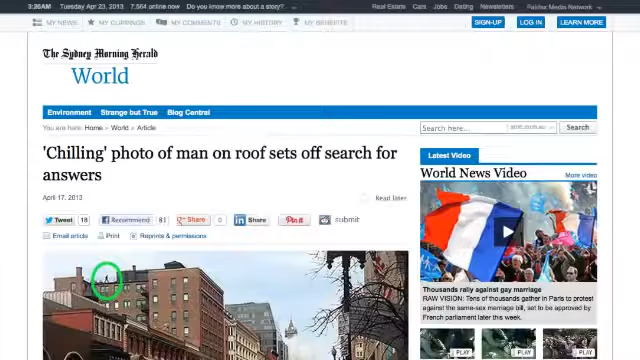 3:36AM Tuesday Apr 23, 2013 7,564 online now Do you know more about a story?
Real Estate Cars Jobs Dating Newsletters Fairfax Media Network
MY NEWS MY CLIPPINGS MY COMMENTS MY HISTORY MY BENEFITS SIGN-UP LOG IN LEARN MORE
The Sydney Morning Herald
World
Environment Strange but True Blog Central
You are here: Home » World » Article
Search here... Search
'Chilling' photo of man on roof sets off search for
answers
April 17, 2013
Read later
Tweet 18 Recommend 81 Share 0 Share Pin it submit
Email article Print Reprints & permissions
Latest Video
World News Video More video
Thousands rally against gay marriage
RAW VISION: Tens of thousands gather in Paris to protest
against the same-sex marriage bill, set to be approved by
French parliament later this week.
PLAY PLAY PLAY